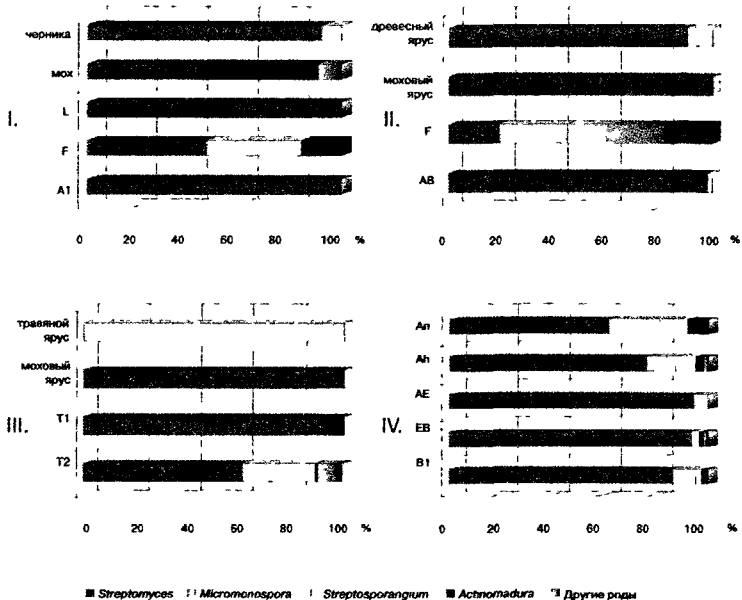 I.
черника
мох
L
F
A1
0 20 40 60 80 100 %
II.
древесный
ярус
моховый
ярус
F
AB
0 20 40 60 80 100 %
III.
травяной
ярус
моховый
ярус
T1
T2
0 20 40 60 80 100 %
IV.
An
Ah
AE
EB
B1
0 20 40 60 80 100 %
Streptomyces Micromonospora Streptosporangium Actinomadura Другие роды